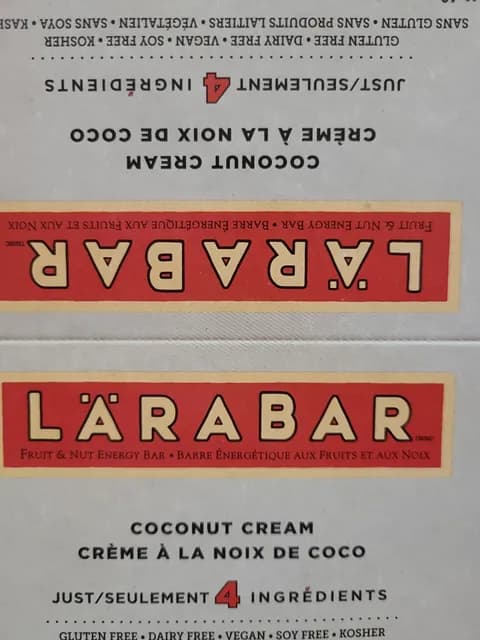 SANS GLUTEN • SANS PRODUITS LAITIERS • VÉGÉTALIEN • SANS SOYA •
GLUTEN FREE • DAIRY FREE • VEGAN • SOY FREE • KOSHER
JUST/SEULEMENT 4 INGRÉDIENTS
CRÈME À LA NOIX DE COCO
COCONUT CREAM
FRUIT & NUT ENERGY BAR • BARRE ÉNERGÉTIQUE AUX FRUITS ET AUX NOIX
LÄRABAR
LÄRABAR
FRUIT & NUT ENERGY BAR • BARRE ÉNERGÉTIQUE AUX FRUITS ET AUX NOIX
COCONUT CREAM
CRÈME À LA NOIX DE COCO
JUST/SEULEMENT 4 INGRÉDIENTS
GLUTEN FREE • DAIRY FREE • VEGAN • SOY FREE • KOSHER